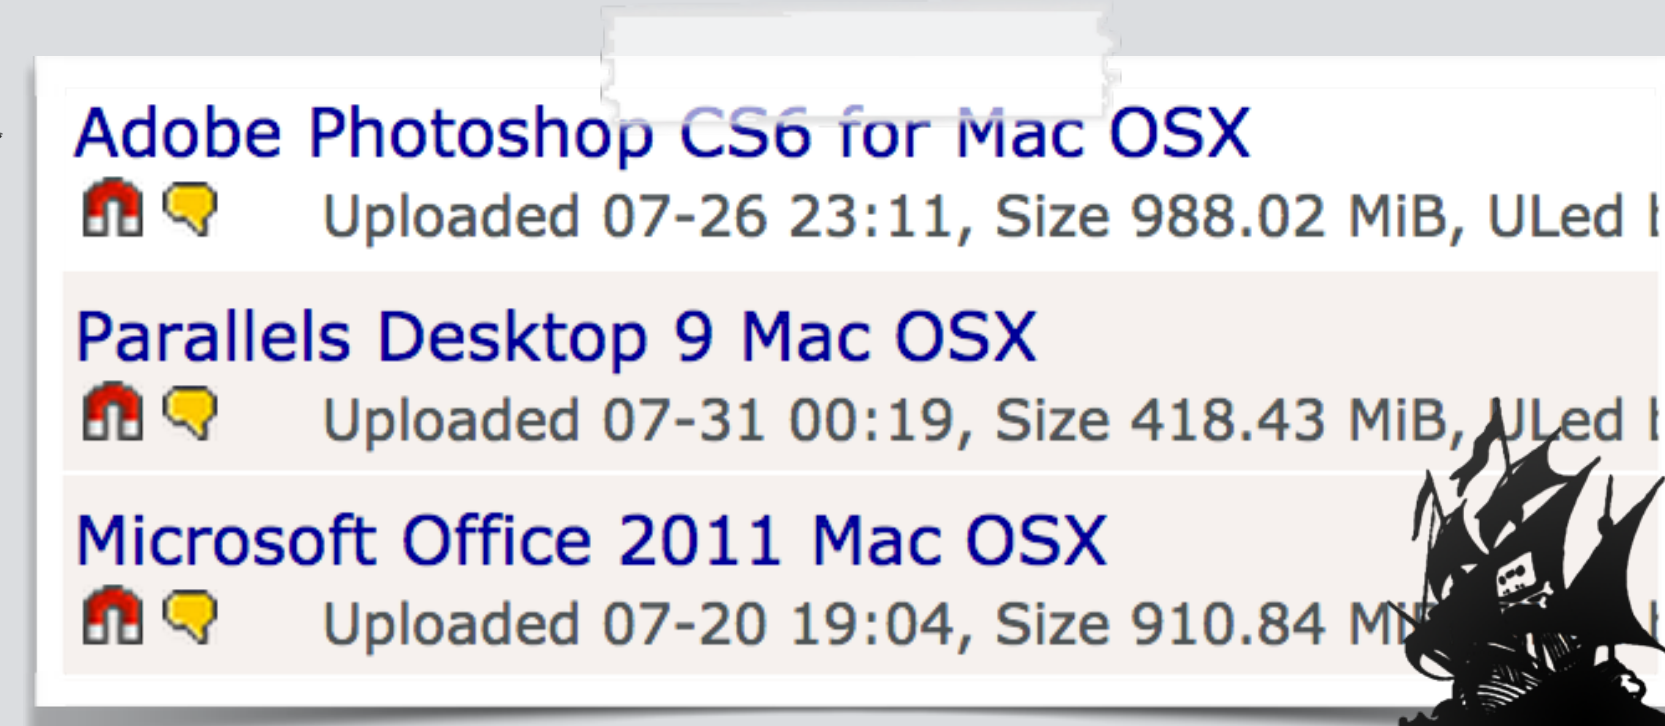 Adobe Photoshop CS6 for Mac OSX
Uploaded 07-26 23:11, Size 988.02 MiB, ULed
Parallels Desktop 9 Mac OSX
Uploaded 07-31 00:19, Size 418.43 MiB, ULed
Microsoft Office 2011 Mac OSX
Uploaded 07-20 19:04, Size 910.84